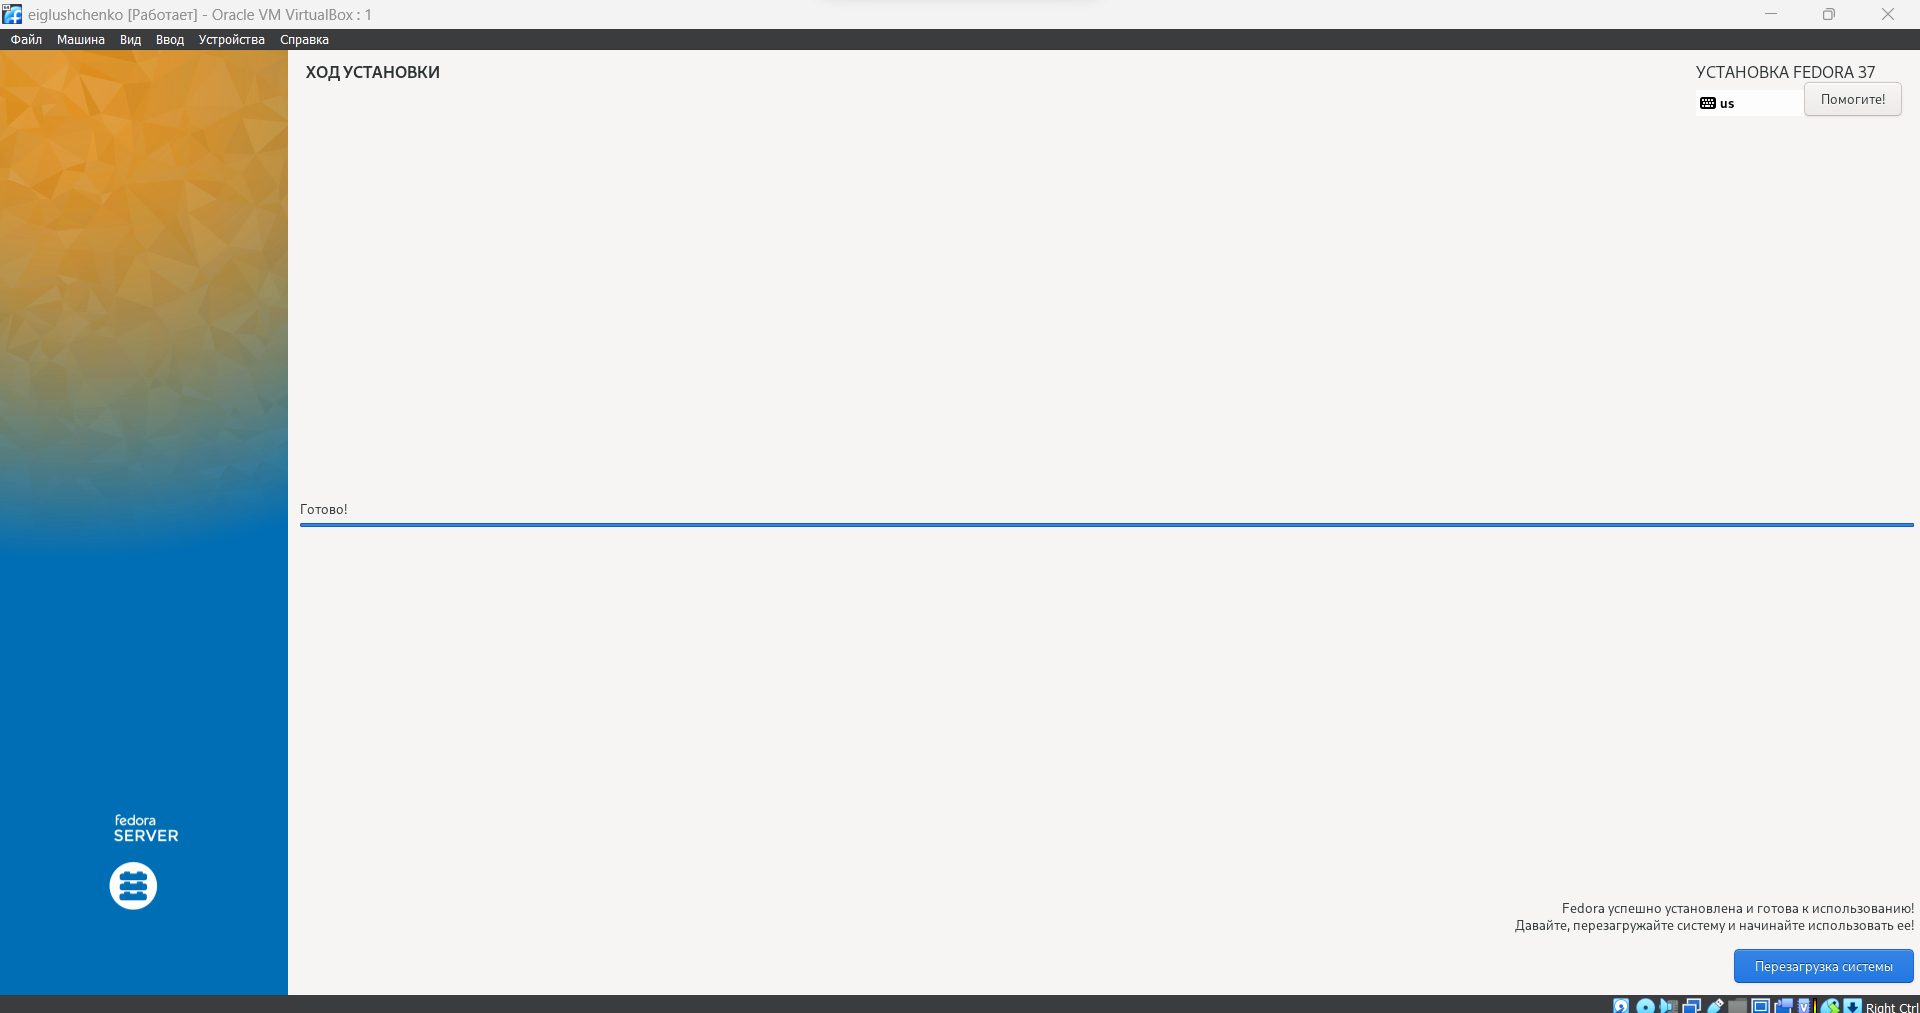 eiglushchenko [Работает] - Oracle VM VirtualBox : 1
Файл Машина Вид Ввод Устройства Справка
ХОД УСТАНОВКИ
УСТАНОВКА FEDORA 37
us
Помогите!
Готово!
fedora
SERVER
Fedora успешно установлена и готова к использованию!
Давайте, перезагружайте систему и начинайте использовать ее!
Перезагрузка системы
Right Ctrl